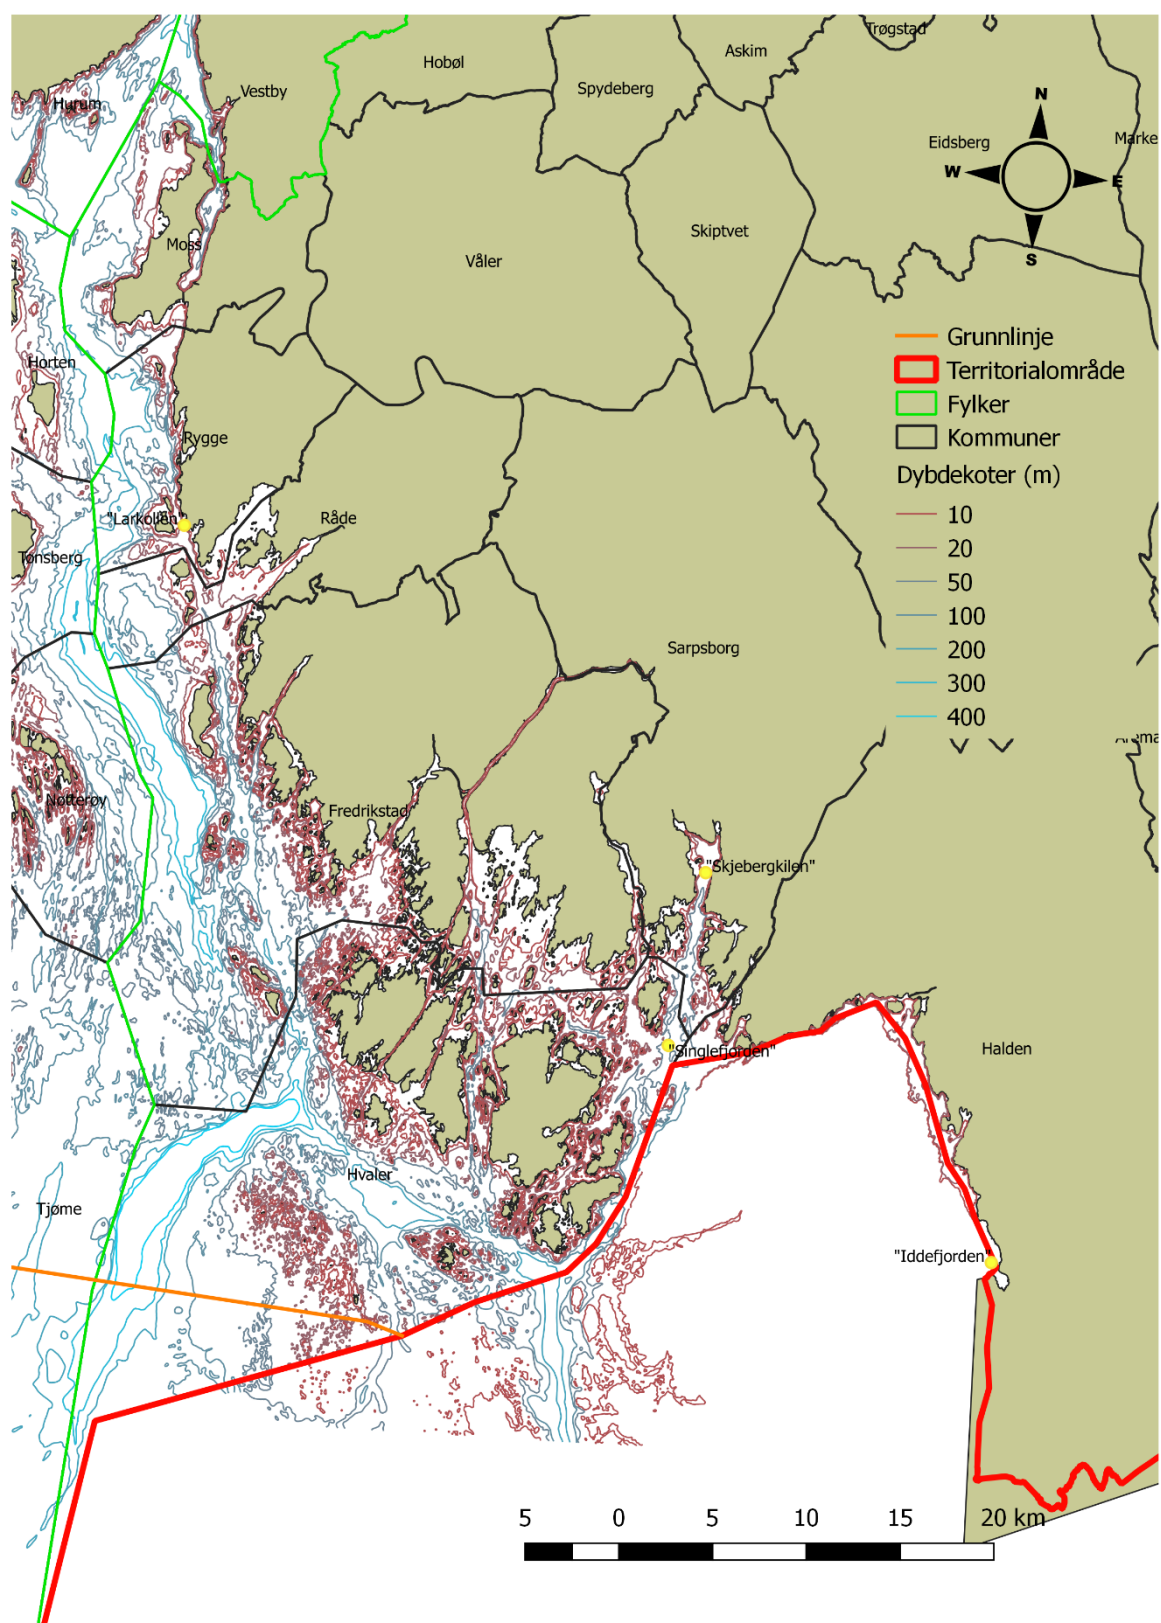 Trøgstad
Askim
Hobøl
Spydeberg
Vestby
Hurum
N
Eidsberg
Marke
W
E
S
Moss
Våler
Skiptvet
Grunnlinje
Horten
Territorialområde
Fylker
Rygge
Kommuner
Dybdekoter (m)
10
"Larkollen"
Råde
20
Tønsberg
50
100
Sarpsborg
200
300
400
Nøtterøy
Fredrikstad
"Skjebergkilen"
"Singlefjorden"
Halden
Hvaler
Tjøme
"Iddefjorden"
5
0
5
10
15
20 km